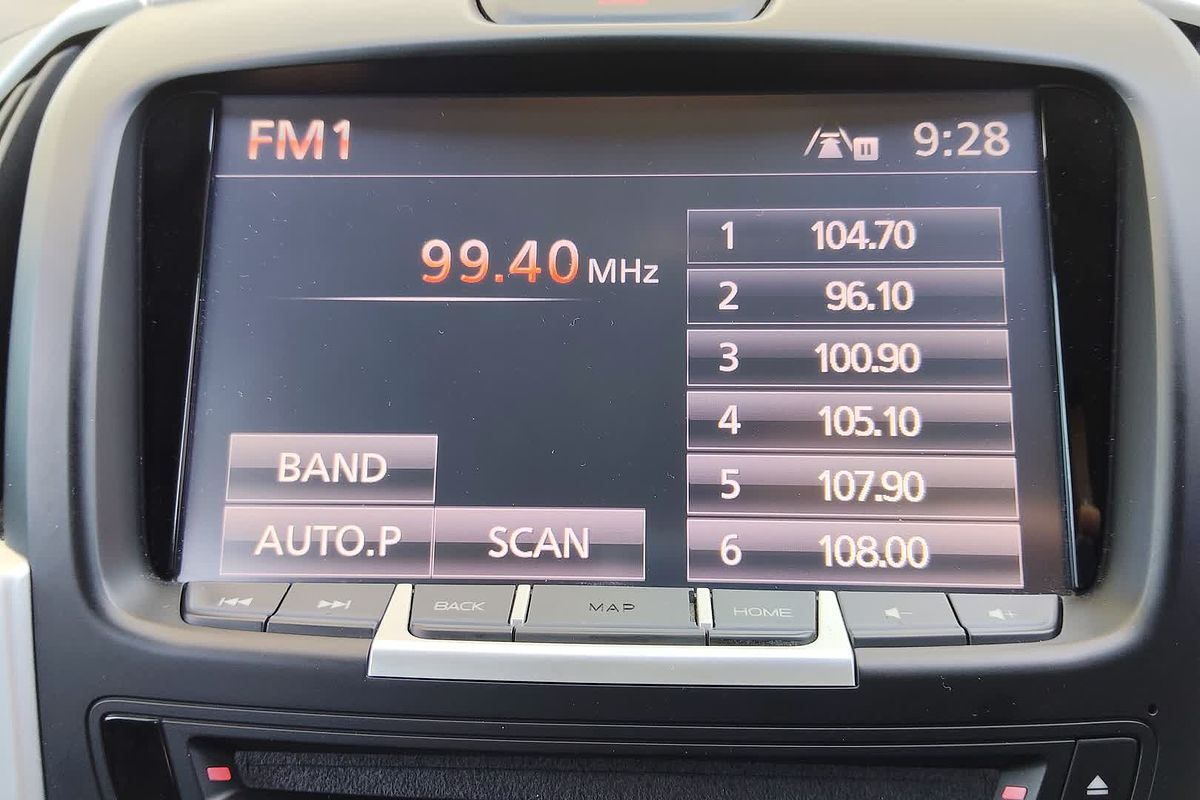 FM1
9:28
99.40 MHz
1 104.70
2 96.10
3 100.90
4 105.10
5 107.90
6 108.00
BAND
AUTO.P
SCAN
BACK
MAP
HOME